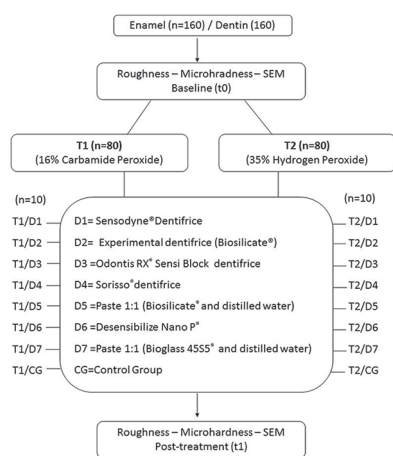 Enamel (n=160) / Dentin (160)
Roughness – Microhradness – SEM
Baseline (t0)
T1 (n=80)
(16% Carbamide Peroxide)
T2 (n=80)
(35% Hydrogen Peroxide)
(n=10)
(n=10)
T1/D1 D1= Sensodyne®Dentifrice T2/D1
T1/D2 D2= Experimental dentifrice (Biosilicate®) T2/D2
T1/D3 D3 =Odontis RX® Sensi Block dentifrice T2/D3
T1/D4 D4= Sorisso®dentifrice T2/D4
T1/D5 D5 =Paste 1:1 (Biosilicate® and distilled water) T2/D5
T1/D6 D6 =Desensibilize Nano P® T2/D6
T1/D7 D7 =Paste 1:1 (Bioglass 45S5® and distilled water) T2/D7
T1/CG CG=Control Group T2/CG
Roughness – Microhardness – SEM
Post-treatment (t1)